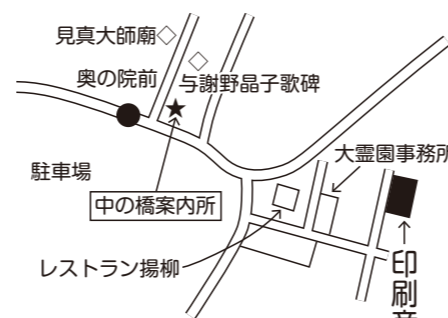 見真大師廟
与謝野晶子歌碑
奥の院前
大霊園事務所
駐車場
中の橋案内所
レストラン揚柳
印刷